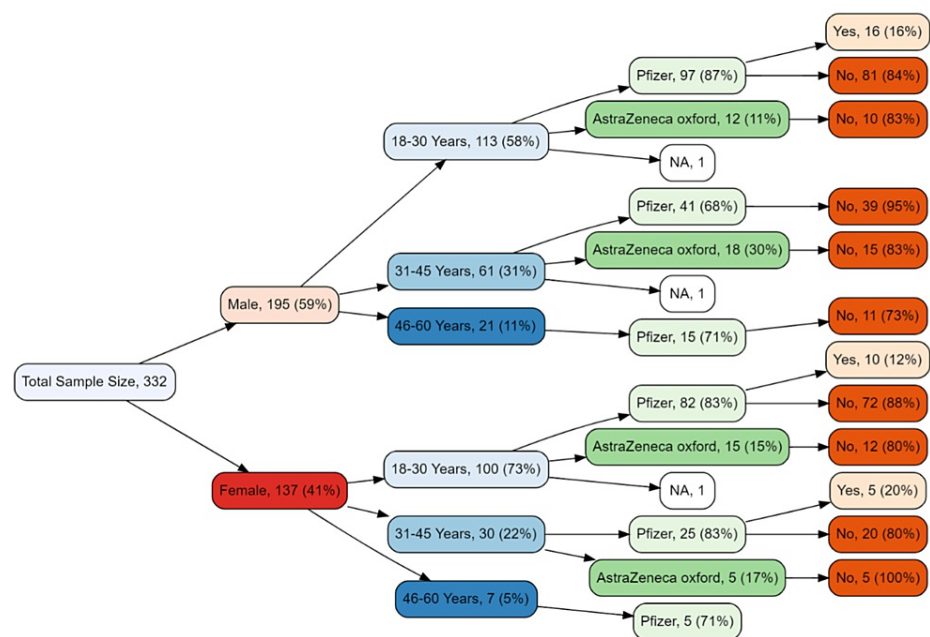 Yes, 16 (16%)
Pfizer, 97 (87%)
No, 81 (84%)
AstraZeneca oxford, 12 (11%)
No, 10 (83%)
18-30 Years, 113 (58%)
NA, 1
Pfizer, 41 (68%)
No, 39 (95%)
AstraZeneca oxford, 18 (30%)
No, 15 (83%)
31-45 Years, 61 (31%)
NA, 1
Male, 195 (59%)
46-60 Years, 21 (11%)
No, 11 (73%)
Pfizer, 15 (71%)
Yes, 10 (12%)
Total Sample Size, 332
Pfizer, 82 (83%)
No, 72 (88%)
AstraZeneca oxford, 15 (15%)
No, 12 (80%)
18-30 Years, 100 (73%)
NA, 1
Female, 137 (41%)
Yes, 5 (20%)
31-45 Years, 30 (22%)
Pfizer, 25 (83%)
No, 20 (80%)
AstraZeneca oxford, 5 (17%)
No, 5 (100%)
46-60 Years, 7 (5%)
Pfizer, 5 (71%)